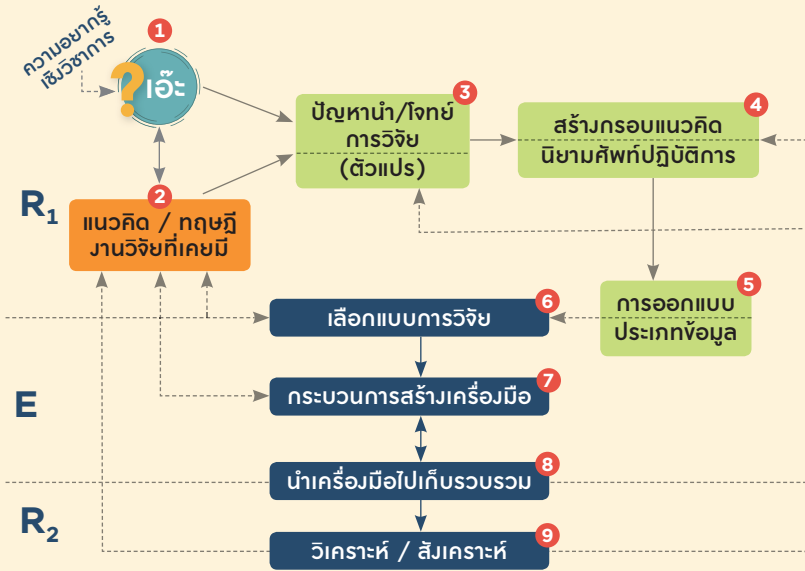 ความอยากรู้
เชิงวิชาการ
1
?
เอ๊ะ
3
ปัญหานำ/โจทย์
การวิจัย
(ตัวแปร)
4
สร้างกรอบแนวคิด
นิยามศัพท์ปฏิบัติการ
R1
2
แนวคิด / ทฤษฎี
งานวิจัยที่เคยมี
5
การออกแบบ
ประเภทข้อมูล
6
เลือกแบบการวิจัย
E
7
กระบวนการสร้างเครื่องมือ
8
นำเครื่องมือไปเก็บรวบรวม
R2
9
วิเคราะห์ / สังเคราะห์